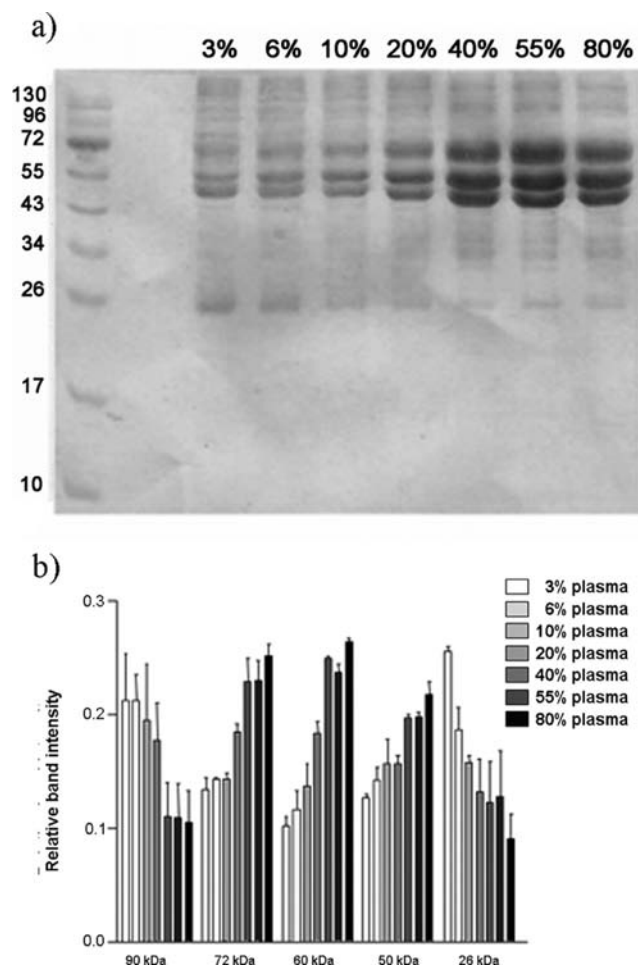 a)
3% 6% 10% 20% 40% 55% 80%
130
96
72
55
43
34
26
17
10
b)
0.3
0.2
0.1
0.0
Relative band intensity
90 kDa 72 kDa 60 kDa 50 kDa 26 kDa
3% plasma
6% plasma
10% plasma
20% plasma
40% plasma
55% plasma
80% plasma